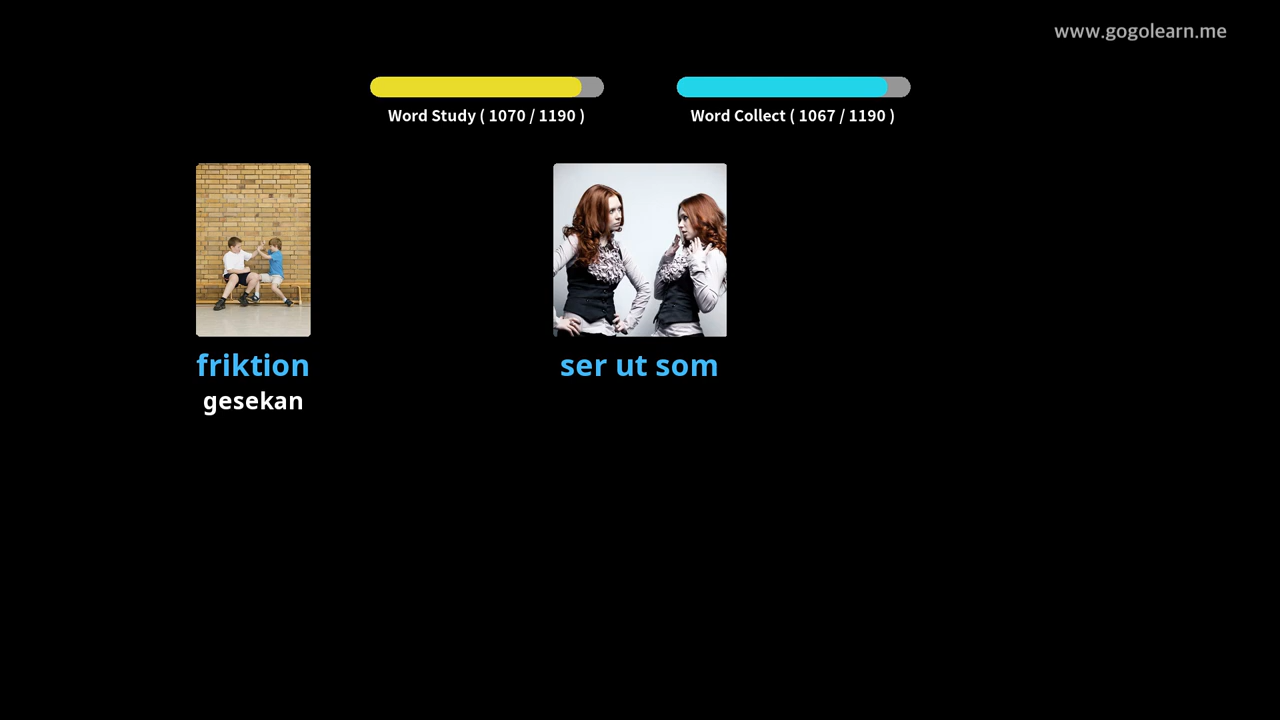 www.gogolearn.me
Word Study ( 1070 / 1190 )
Word Collect ( 1067 / 1190 )
friktion
gesekan
ser ut som